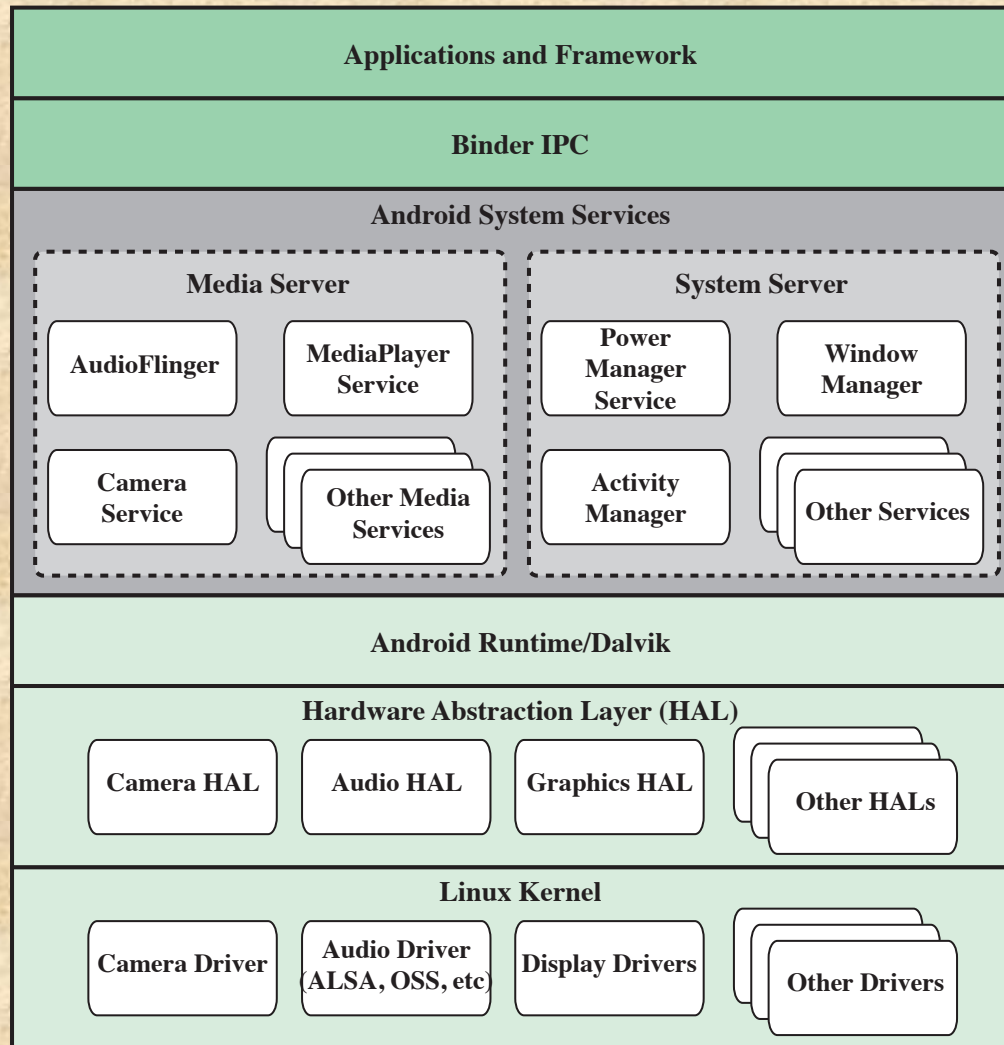 Applications and Framework
Binder IPC
Android System Services
Media Server
AudioFlinger
MediaPlayer
Service
Camera
Service
Other Media
Services
System Server
Power
Manager
Service
Window
Manager
Activity
Manager
Other Services
Android Runtime/Dalvik
Hardware Abstraction Layer (HAL)
Camera HAL
Audio HAL
Graphics HAL
Other HALs
Linux Kernel
Camera Driver
Audio Driver
(ALSA, OSS, etc)
Display Drivers
Other Drivers